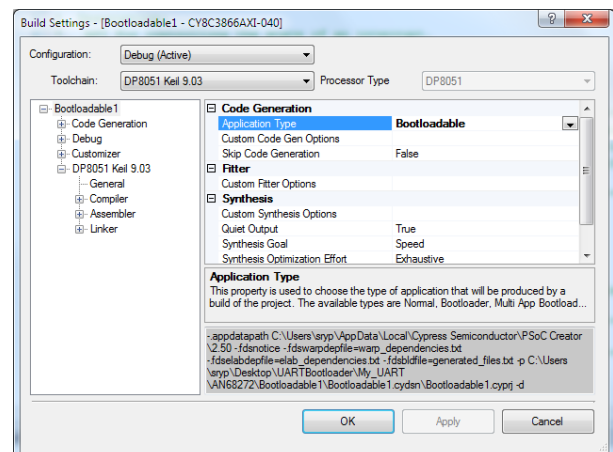 Build Settings - [Bootloadable1 - CY8C3866AXI-040]
Configuration: Debug (Active)
Toolchain: DP8051 Keil 9.03 Processor Type DP8051
Bootloadable1
Code Generation
Debug
Customizer
DP8051 Keil 9.03
General
Compiler
Assembler
Linker
Code Generation
Application Type Bootloadable
Custom Code Gen Options
Skip Code Generation False
Fitter
Custom Fitter Options
Synthesis
Custom Synthesis Options
Quiet Output True
Synthesis Goal Speed
Synthesis Optimization Effort Exhaustive
Application Type
This property is used to choose the type of application that will be produced by a
build of the project. The available types are Normal, Bootloader, Multi App Bootload...
-.appdatapath C:\Users\sryp\AppData\Local\Cypress Semiconductor\PSoC Creator
\2.50 -.fdsnotice -.fdswarpdepfile=warp_dependencies.txt
-.fdselabdepfile=elab_dependencies.txt -.fdsbldfile=generated_files.txt -p C:\Users
\sryp\Desktop\UARTBootloader\My_UART
\AN68272\Bootloadable1\Bootloadable1.cydsn\Bootloadable1.cyprj -d
OK Apply Cancel